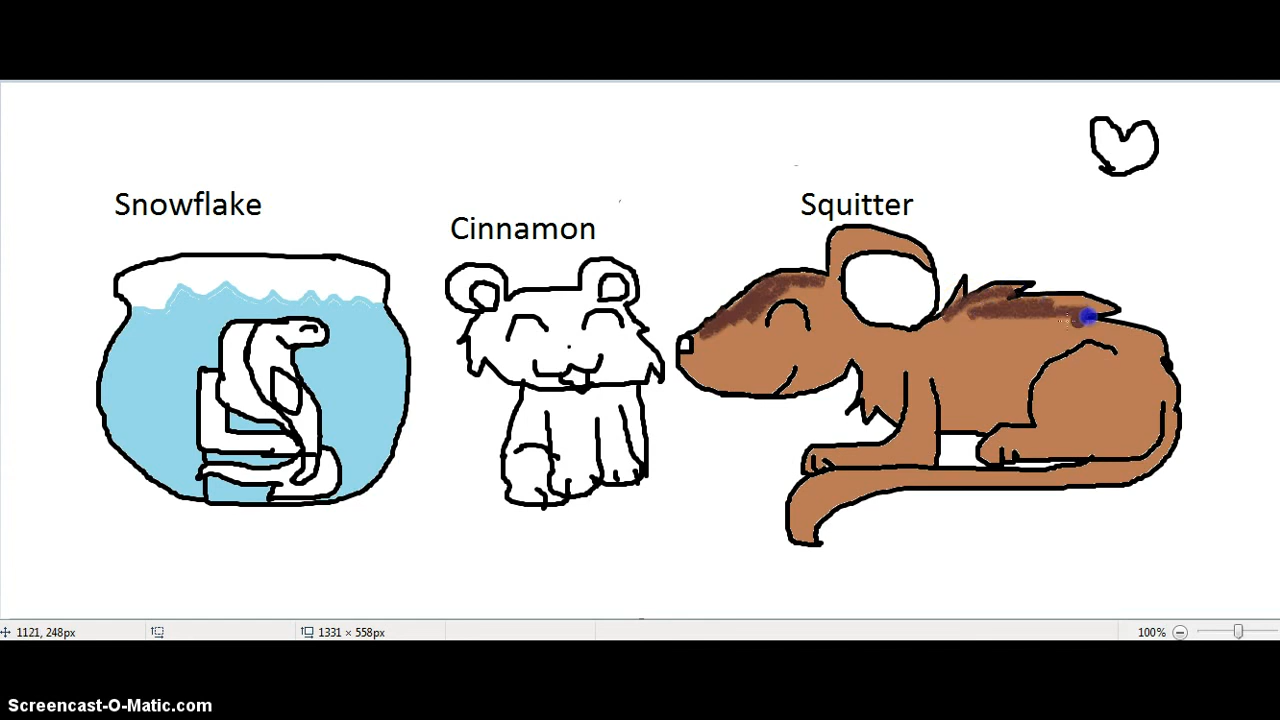 Snowflake
Cinnamon
Squitter
1121, 248px
1331 × 558px
100%
Screencast-O-Matic.com